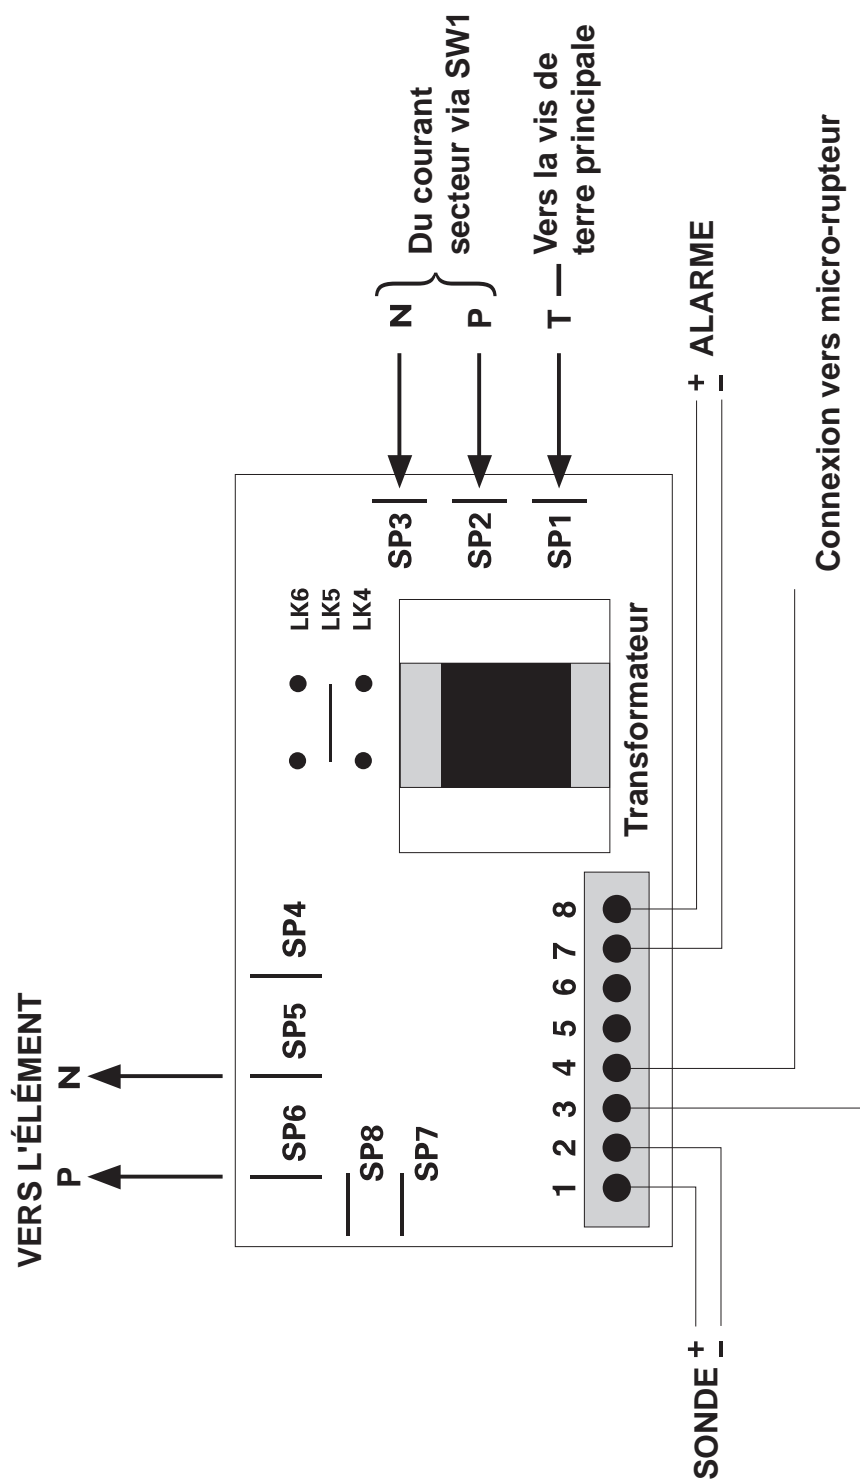 VERS L'ÉLÉMENT
P
N
SP6
SP5
SP4
SP8
SP7
LK6
LK5
LK4
SP3
SP2
SP1
N
P
T
Du courant
secteur via SW1
Vers la vis de
terre principale
Transformateur
1 2 3 4 5 6 7 8
SONDE + –
+ – ALARME
Connexion vers micro-rupteur